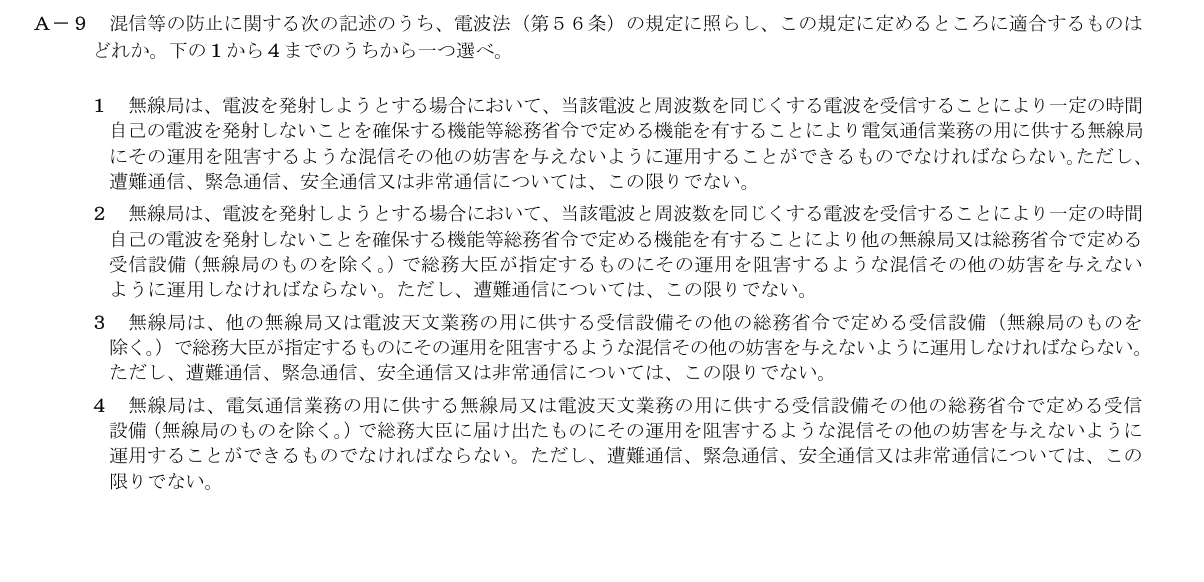 A－9　混信等の防止に関する次の記述のうち、電波法（第５６条）の規定に照らし、この規定に定めるところに適合するものは
どれか。下の1から4までのうちから一つ選べ。
1　無線局は、電波を発射しようとする場合において、当該電波と周波数を同じくする電波を受信することにより一定の時間
自己の電波を発射しないことを確保する機能等総務省令で定める機能を有することにより電気通信業務の用に供する無線局
にその運用を阻害するような混信その他の妨害を与えないように運用することができるものでなければならない。ただし、
遭難通信、緊急通信、安全通信又は非常通信については、この限りでない。
2　無線局は、電波を発射しようとする場合において、当該電波と周波数を同じくする電波を受信することにより一定の時間
自己の電波を発射しないことを確保する機能等総務省令で定める機能を有することにより他の無線局又は総務省令で定める
受信設備（無線局のものを除く。）で総務大臣が指定するものにその運用を阻害するような混信その他の妨害を与えない
ように運用しなければならない。ただし、遭難通信については、この限りでない。
3　無線局は、他の無線局又は電波天文業務の用に供する受信設備その他の総務省令で定める受信設備（無線局のものを
除く。）で総務大臣が指定するものにその運用を阻害するような混信その他の妨害を与えないように運用しなければならない。
ただし、遭難通信、緊急通信、安全通信又は非常通信については、この限りでない。
4　無線局は、電気通信業務の用に供する無線局又は電波天文業務の用に供する受信設備その他の総務省令で定める受信
設備（無線局のものを除く。）で総務大臣に届け出たものにその運用を阻害するような混信その他の妨害を与えないように
運用することができるものでなければならない。ただし、遭難通信、緊急通信、安全通信又は非常通信については、この
限りでない。